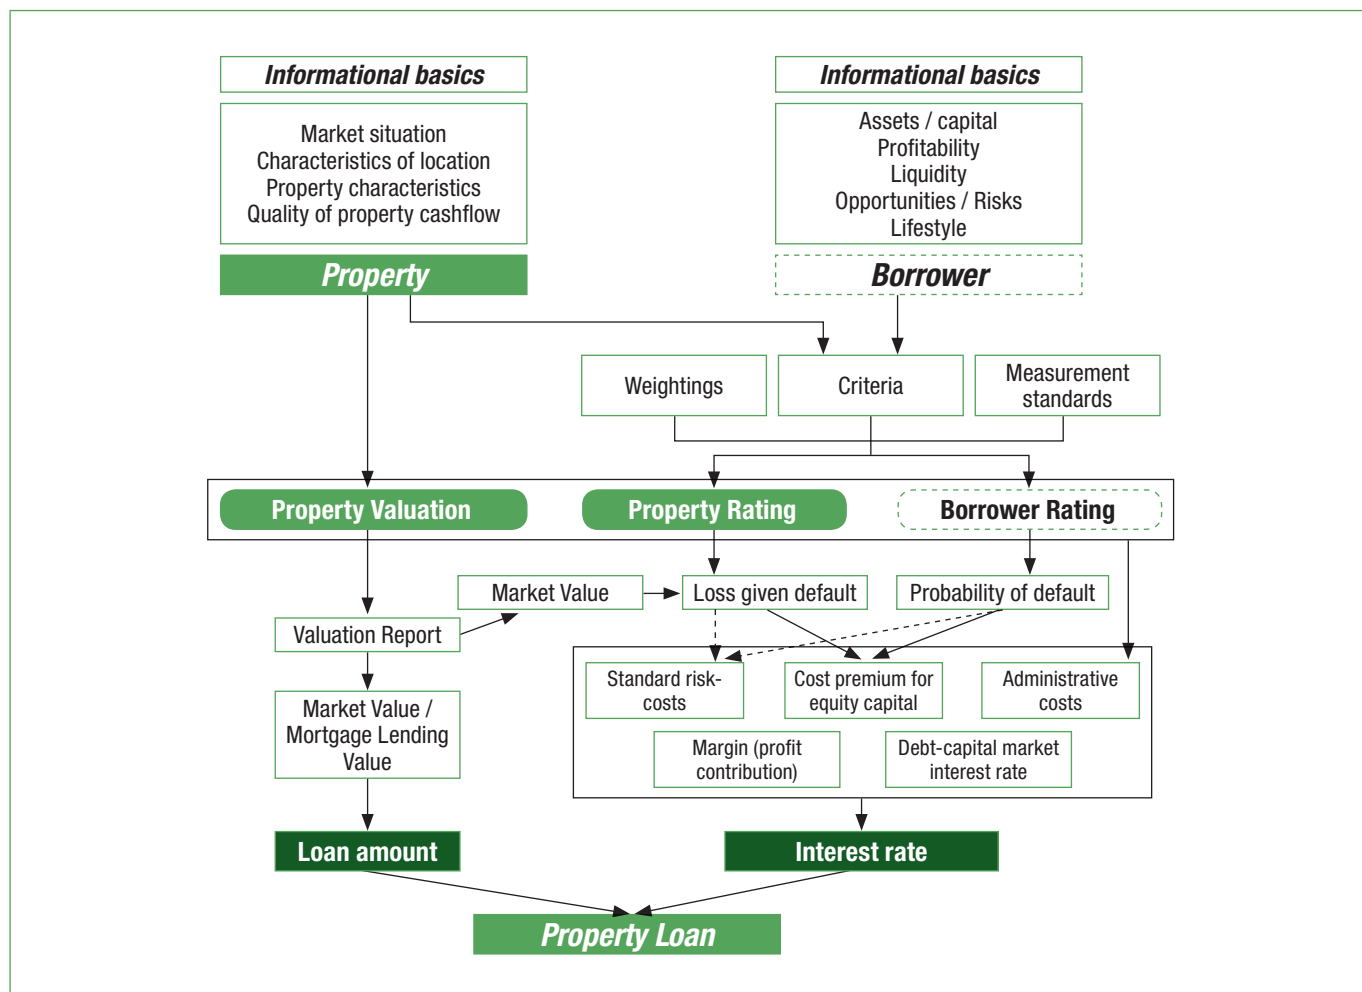 Informational basics
Market situation
Characteristics of location
Property characteristics
Quality of property cashflow
Property
Informational basics
Assets / capital
Profitability
Liquidity
Opportunities / Risks
Lifestyle
Borrower
Weightings
Criteria
Measurement
standards
Property Valuation
Property Rating
Borrower Rating
Market Value
Loss given default
Probability of default
Valuation Report
Standard risk-
costs
Cost premium for
equity capital
Administrative
costs
Market Value /
Mortgage Lending
Value
Margin (profit
contribution)
Debt-capital market
interest rate
Loan amount
Interest rate
Property Loan